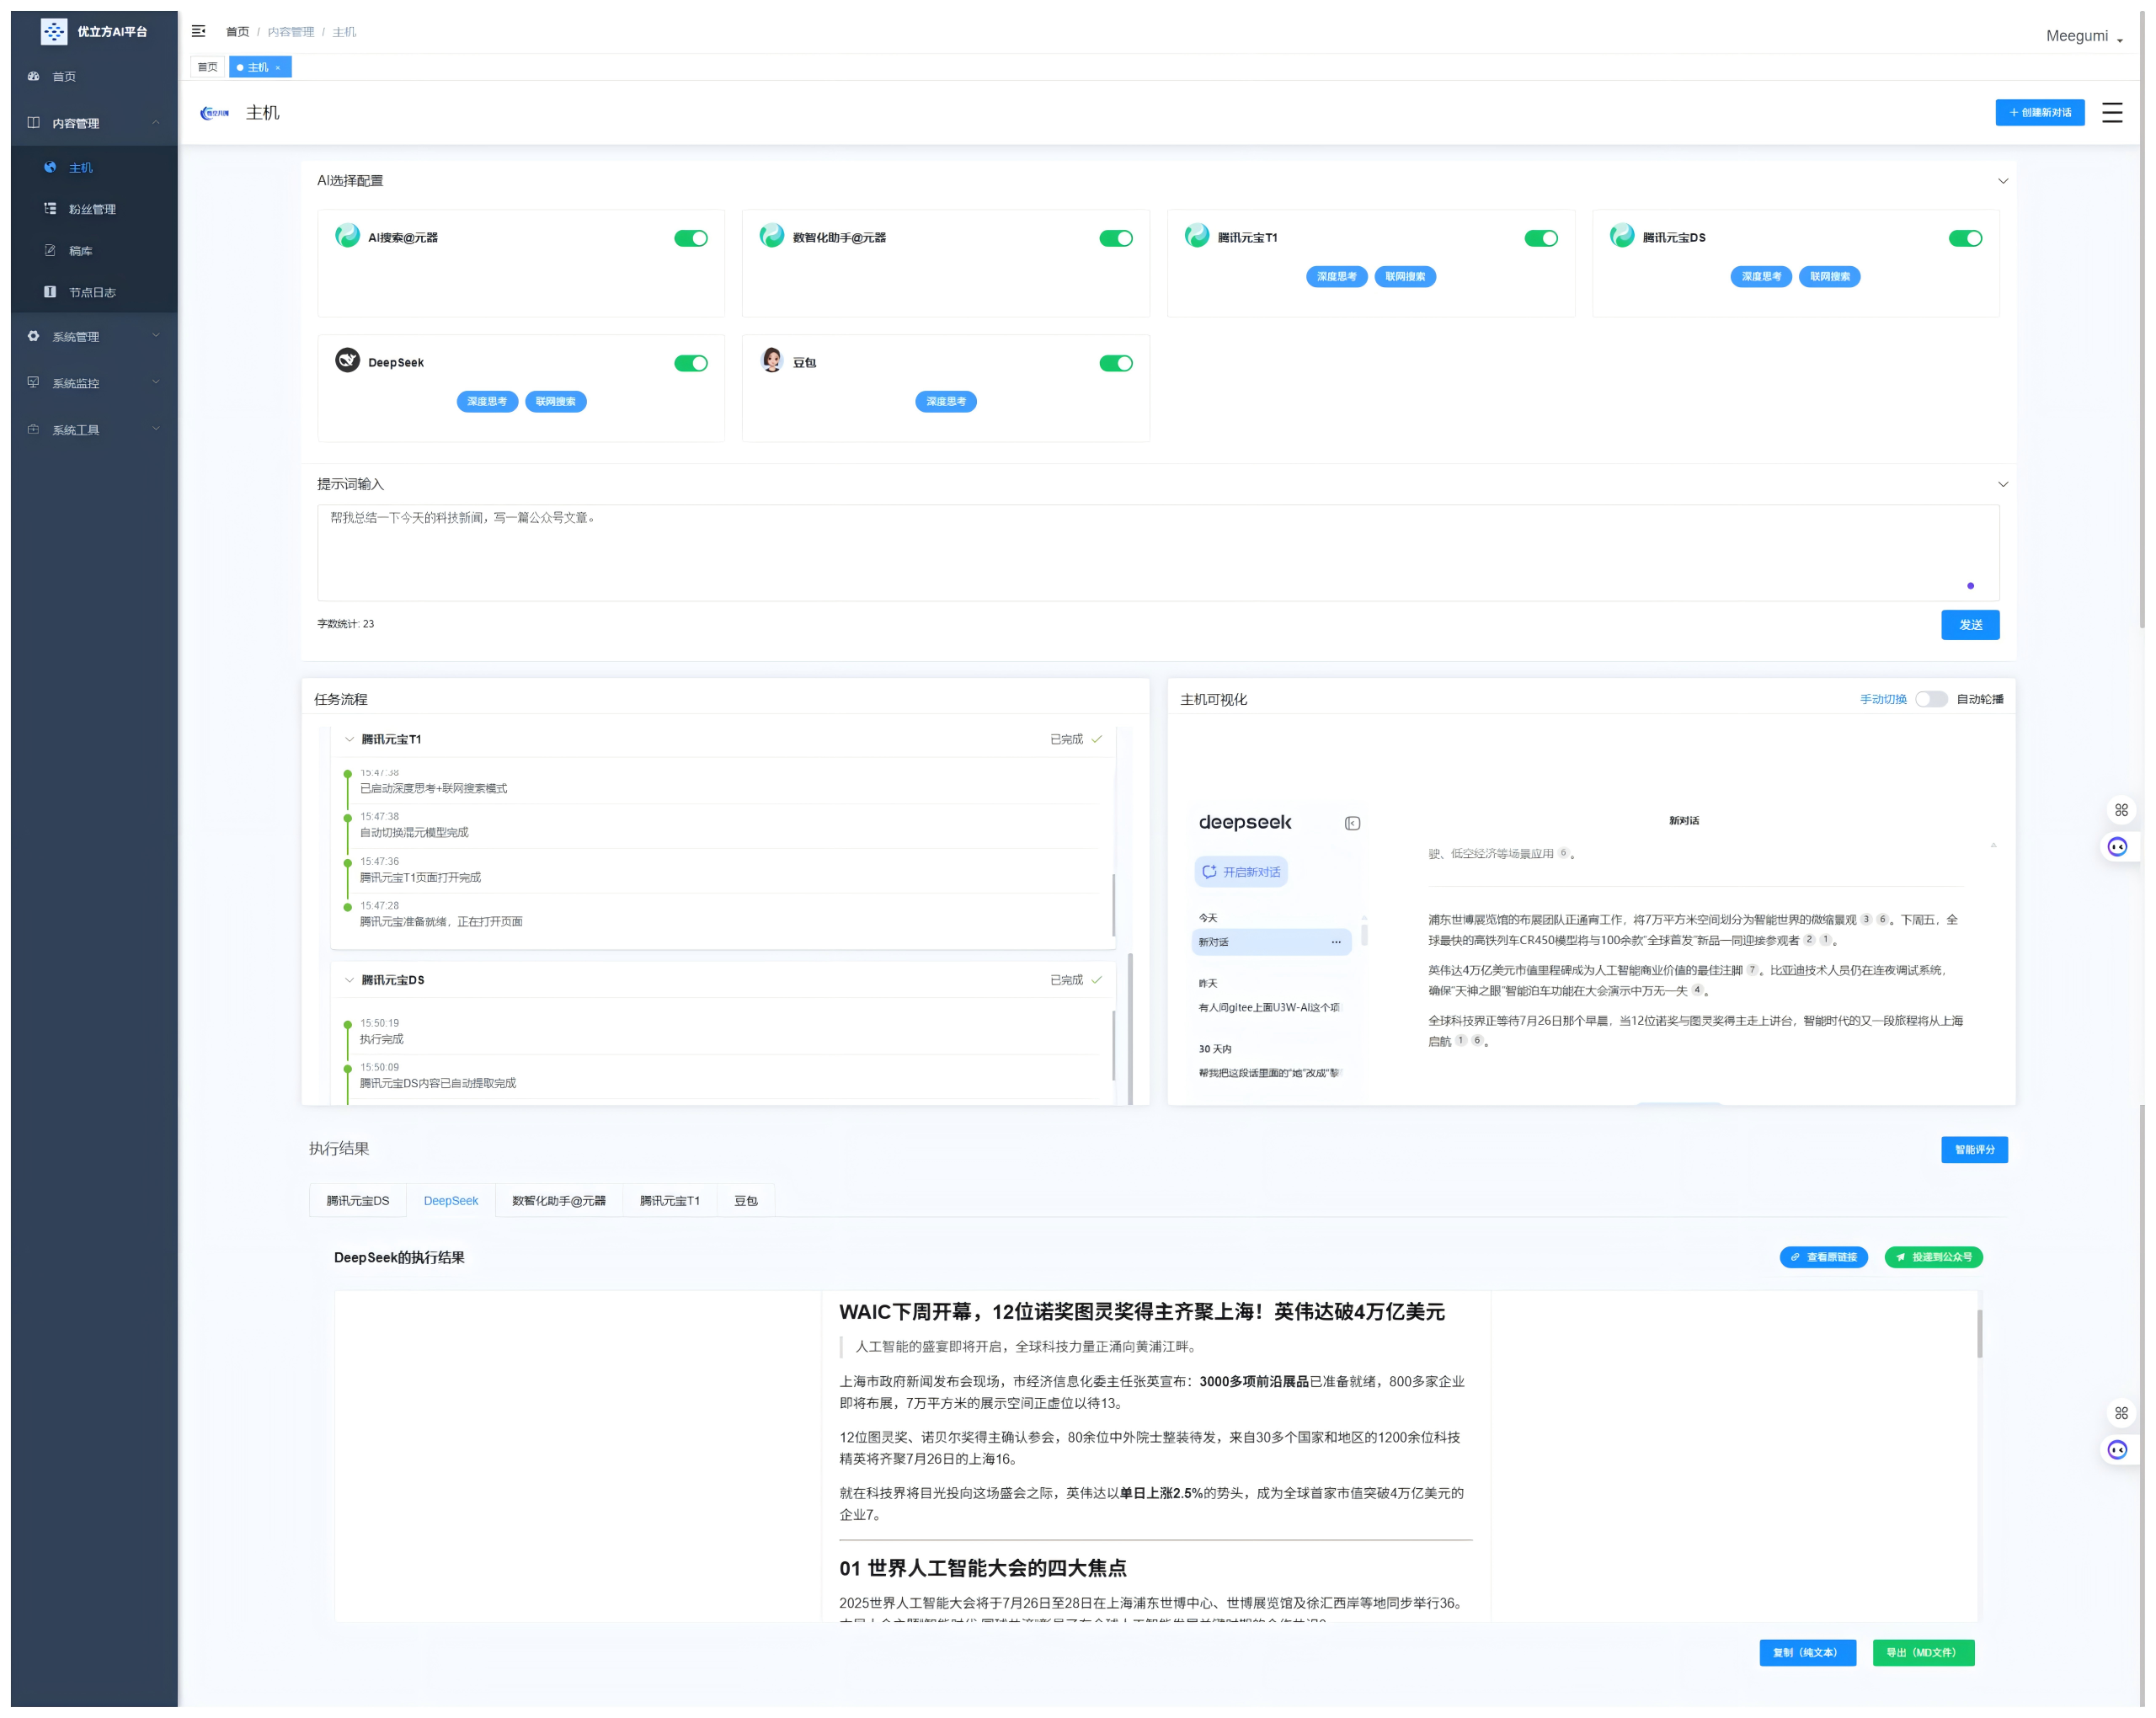 优立方AI平台
首页 / 内容管理 / 主机
Meegumi
首页
主机 ×
首页
内容管理
主机
粉丝管理
稿库
节点日志
系统管理
系统监控
系统工具
主机
+ 创建新对话
AI选择配置
AI搜索@元器
数智化助手@元器
腾讯元宝T1
深度思考
联网搜索
腾讯元宝DS
深度思考
联网搜索
DeepSeek
深度思考
联网搜索
豆包
深度思考
提示词输入
帮我总结一下今天的科技新闻，写一篇公众号文章。
字数统计: 23
发送
任务流程
腾讯元宝T1
已完成
15:47:38
已启动深度思考+联网搜索模式
15:47:38
自动切换混元模型完成
15:47:36
腾讯元宝T1页面打开完成
15:47:28
腾讯元宝准备就绪，正在打开页面
腾讯元宝DS
已完成
15:50:19
执行完成
15:50:09
腾讯元宝DS内容已自动提取完成
主机可视化
手动切换
自动轮播
deepseek
开启新对话
今天
新对话
昨天
有人问gitee上面U3W-AI这个项
30 天内
帮我把这段话里面的“她”改成“黎
新对话
驶、低空经济等场景应用 6 。
浦东世博展览馆的布展团队正通宵工作，将7万平方米空间划分为智能世界的微缩景观 3 6 。下周五，全
球最快的高铁列车CR450模型将与100余款“全球首发”新品一同迎接参观者 2 1 。
英伟达4万亿美元市值里程碑成为人工智能商业价值的最佳注脚 7 。比亚迪技术人员仍在连夜调试系统，
确保“天神之眼”智能泊车功能在大会演示中万无一失 4 。
全球科技界正等待7月26日那个早晨，当12位诺奖与图灵奖得主走上讲台，智能时代的又一段旅程将从上海
启航 1 6 。
执行结果
智能评分
腾讯元宝DS
DeepSeek
数智化助手@元器
腾讯元宝T1
豆包
DeepSeek的执行结果
查看原链接
投递到公众号
WAIC下周开幕，12位诺奖图灵奖得主齐聚上海！英伟达破4万亿美元
人工智能的盛宴即将开启，全球科技力量正涌向黄浦江畔。
上海市政府新闻发布会现场，市经济信息化委主任张英宣布：3000多项前沿展品已准备就绪，800多家企业
即将布展，7万平方米的展示空间正虚位以待13。
12位图灵奖、诺贝尔奖得主确认参会，80余位中外院士整装待发，来自30多个国家和地区的1200余位科技
精英将齐聚7月26日的上海16。
就在科技界将目光投向这场盛会之际，英伟达以单日上涨2.5%的势头，成为全球首家市值突破4万亿美元的
企业7。
01 世界人工智能大会的四大焦点
2025世界人工智能大会将于7月26日至28日在上海浦东世博中心、世博展览馆及徐汇西岸等地同步举行36。
复制（纯文本）
导出（MD文件）